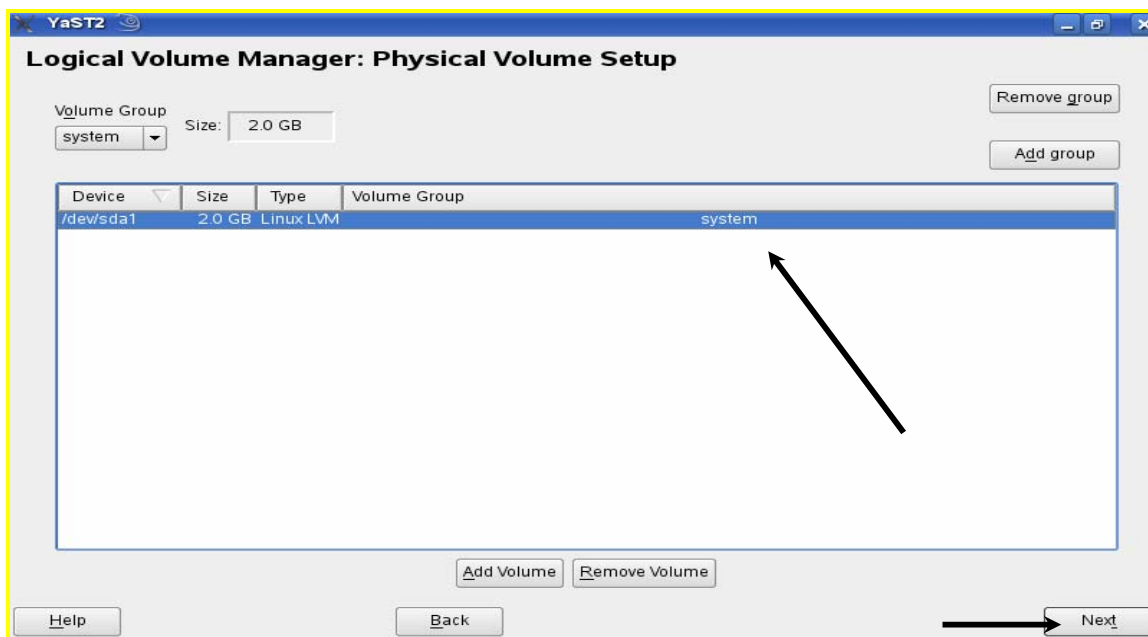 YaST2
Logical Volume Manager: Physical Volume Setup
Remove group
Volume Group
Size: 2.0 GB
system
Add group
Device Size Type Volume Group
/dev/sda1 2.0 GB Linux LVM system
Add Volume Remove Volume
Help Back Next